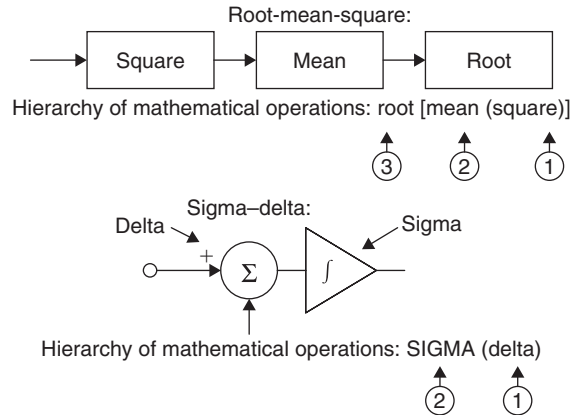 Root-mean-square:
Square Mean Root
Hierarchy of mathematical operations: root [mean (square)]
3 2 1
Sigma–delta:
Delta Sigma
+
Σ ∫
Hierarchy of mathematical operations: SIGMA (delta)
2 1